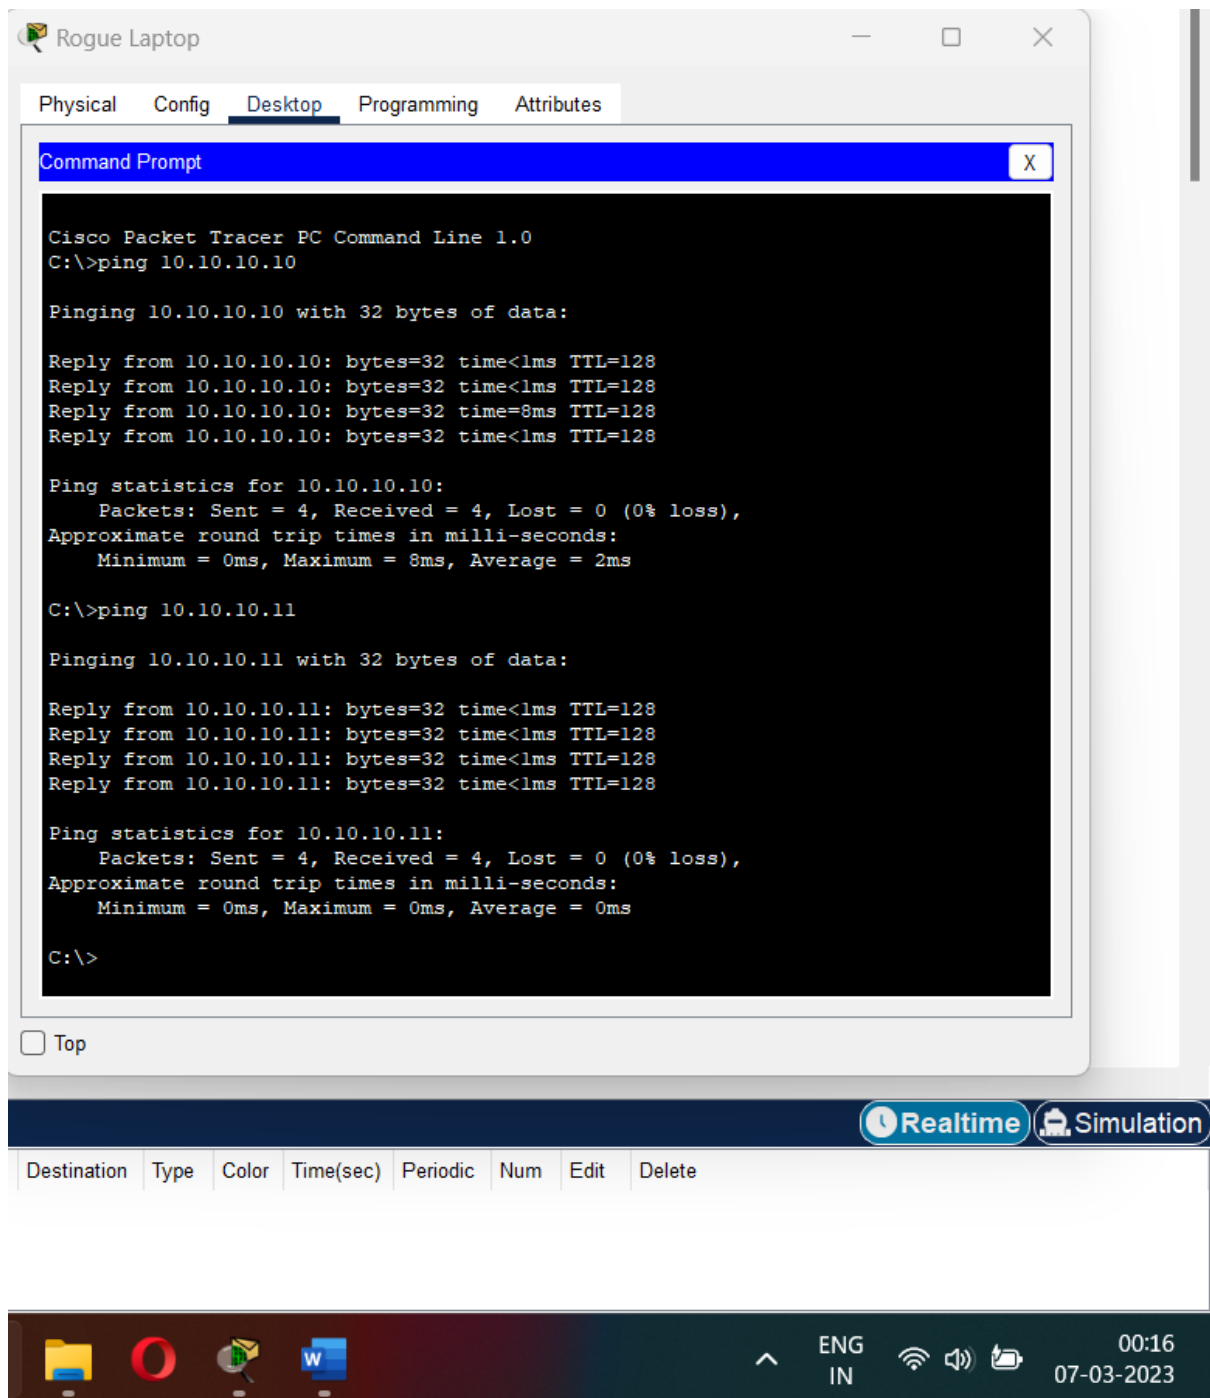 Rogue Laptop
Physical Config Desktop Programming Attributes
Command Prompt X
Cisco Packet Tracer PC Command Line 1.0
C:\>ping 10.10.10.10
Pinging 10.10.10.10 with 32 bytes of data:
Reply from 10.10.10.10: bytes=32 time<1ms TTL=128
Reply from 10.10.10.10: bytes=32 time<1ms TTL=128
Reply from 10.10.10.10: bytes=32 time=8ms TTL=128
Reply from 10.10.10.10: bytes=32 time<1ms TTL=128
Ping statistics for 10.10.10.10:
    Packets: Sent = 4, Received = 4, Lost = 0 (0% loss),
Approximate round trip times in milli-seconds:
    Minimum = 0ms, Maximum = 8ms, Average = 2ms
C:\>ping 10.10.10.11
Pinging 10.10.10.11 with 32 bytes of data:
Reply from 10.10.10.11: bytes=32 time<1ms TTL=128
Reply from 10.10.10.11: bytes=32 time<1ms TTL=128
Reply from 10.10.10.11: bytes=32 time<1ms TTL=128
Reply from 10.10.10.11: bytes=32 time<1ms TTL=128
Ping statistics for 10.10.10.11:
    Packets: Sent = 4, Received = 4, Lost = 0 (0% loss),
Approximate round trip times in milli-seconds:
    Minimum = 0ms, Maximum = 0ms, Average = 0ms
C:\>
Top
Realtime Simulation
Destination Type Color Time(sec) Periodic Num Edit Delete
W
ENG 00:16
IN 07-03-2023